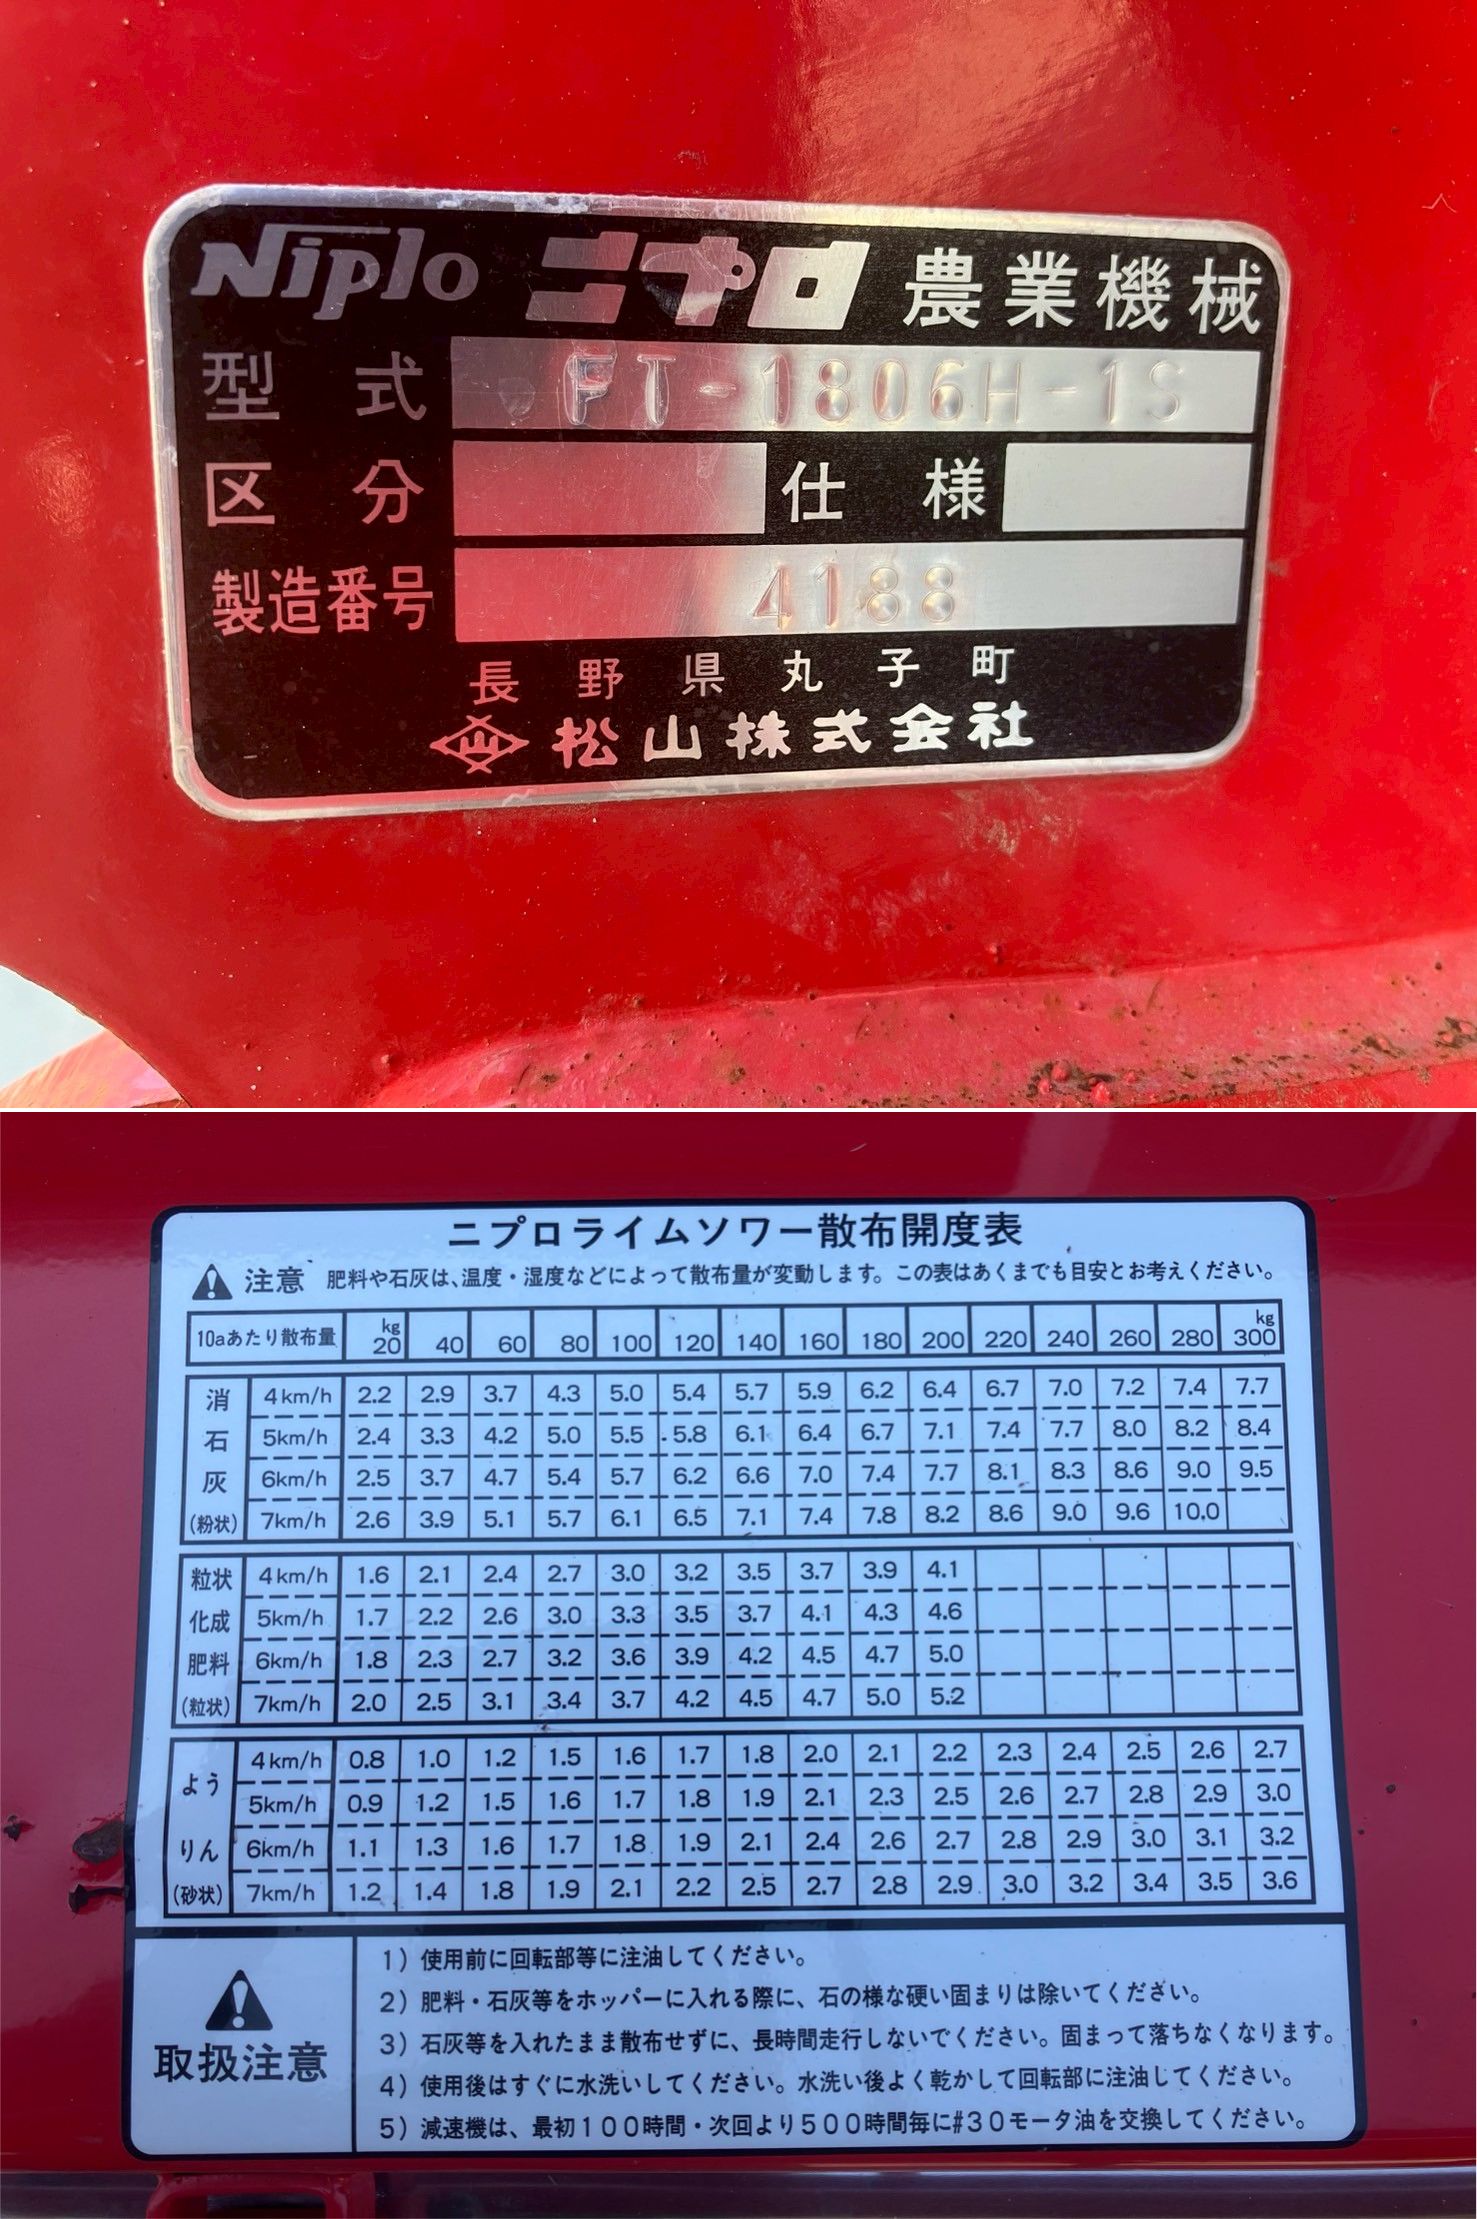 Niplo ニプロ 農業機械
型式 FT-1806H-1S
区分 仕様
製造番号 4188
長野県丸子町
松山株式会社
ニプロライムソワー散布開度表
注意 肥料や石灰は、温度・湿度などによって散布量が変動します。この表はあくまでも目安とお考えください。
10aあたり散布量 kg 20 40 60 80 100 120 140 160 180 200 220 240 260 280 kg 300
消石灰(粉状)
4km/h 2.2 2.9 3.7 4.3 5.0 5.4 5.7 5.9 6.2 6.4 6.7 7.0 7.2 7.4 7.7
5km/h 2.4 3.3 4.2 5.0 5.5 5.8 6.1 6.4 6.7 7.1 7.4 7.7 8.0 8.2 8.4
6km/h 2.5 3.7 4.7 5.4 5.7 6.2 6.6 7.0 7.4 7.7 8.1 8.3 8.6 9.0 9.5
7km/h 2.6 3.9 5.1 5.7 6.1 6.5 7.1 7.4 7.8 8.2 8.6 9.0 9.6 10.0
粒状化成肥料(粒状)
4km/h 1.6 2.1 2.4 2.7 3.0 3.2 3.5 3.7 3.9 4.1
5km/h 1.7 2.2 2.6 3.0 3.3 3.5 3.7 4.1 4.3 4.6
6km/h 1.8 2.3 2.7 3.2 3.6 3.9 4.2 4.5 4.7 5.0
7km/h 2.0 2.5 3.1 3.4 3.7 4.2 4.5 4.7 5.0 5.2
ようりん(砂状)
4km/h 0.8 1.0 1.2 1.5 1.6 1.7 1.8 2.0 2.1 2.2 2.3 2.4 2.5 2.6 2.7
5km/h 0.9 1.2 1.5 1.6 1.7 1.8 1.9 2.1 2.3 2.5 2.6 2.7 2.8 2.9 3.0
6km/h 1.1 1.3 1.6 1.7 1.8 1.9 2.1 2.4 2.6 2.7 2.8 2.9 3.0 3.1 3.2
7km/h 1.2 1.4 1.8 1.9 2.1 2.2 2.5 2.7 2.8 2.9 3.0 3.2 3.4 3.5 3.6
取扱注意
1）使用前に回転部等に注油してください。
2）肥料・石灰等をホッパーに入れる際に、石の様な硬い固まりは除いてください。
3）石灰等を入れたまま散布せずに、長時間走行しないでください。固まって落ちなくなります。
4）使用後はすぐに水洗いしてください。水洗い後よく乾かして回転部に注油してください。
5）減速機は、最初１００時間・次回より５００時間毎に#３０モータ油を交換してください。